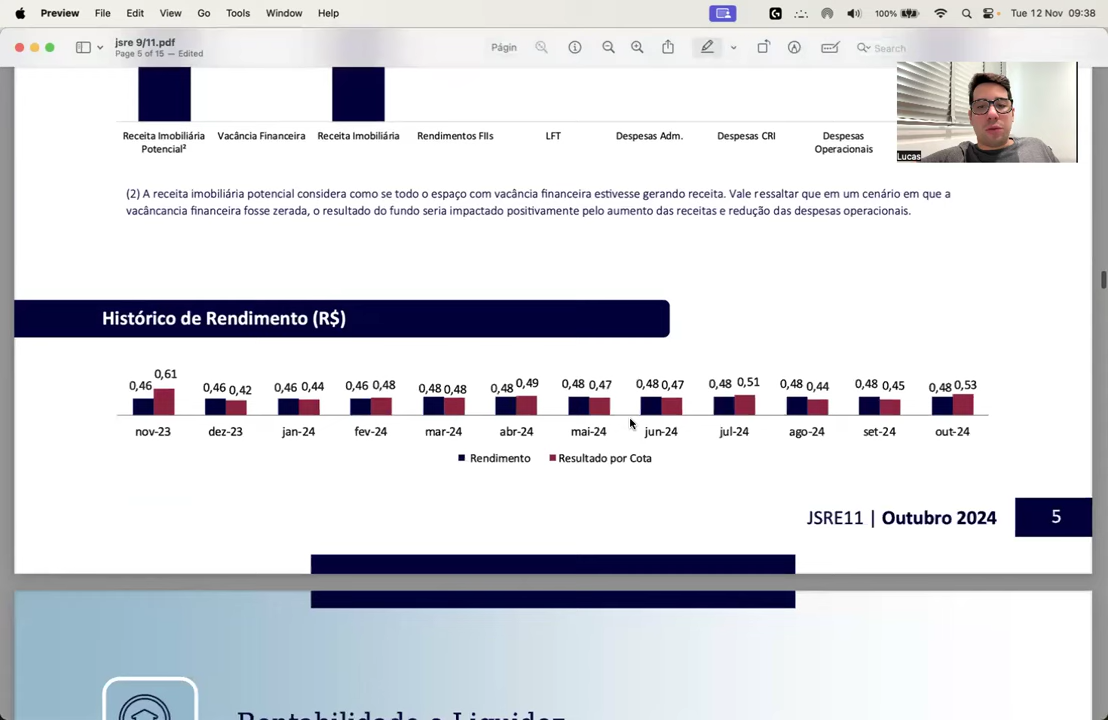 Preview File Edit View Go Tools Window Help 100% Tue 12 Nov 09:38
jsre 9/11.pdf
Page 5 of 15 — Edited
Págin
Search
Lucas
Receita Imobiliária Potencial² Vacância Financeira Receita Imobiliária Rendimentos FIIs LFT Despesas Adm. Despesas CRI Despesas Operacionais
(2) A receita imobiliária potencial considera como se todo o espaço com vacância financeira estivesse gerando receita. Vale ressaltar que em um cenário em que a
vacâncancia financeira fosse zerada, o resultado do fundo seria impactado positivamente pelo aumento das receitas e redução das despesas operacionais.
Histórico de Rendimento (R$)
0,46 0,61 0,46 0,42 0,46 0,44 0,46 0,48 0,48 0,48 0,48 0,49 0,48 0,47 0,48 0,47 0,48 0,51 0,48 0,44 0,48 0,45 0,48 0,53
nov-23 dez-23 jan-24 fev-24 mar-24 abr-24 mai-24 jun-24 jul-24 ago-24 set-24 out-24
Rendimento Resultado por Cota
JSRE11 | Outubro 2024 5
Rentabilidade e Liquidez